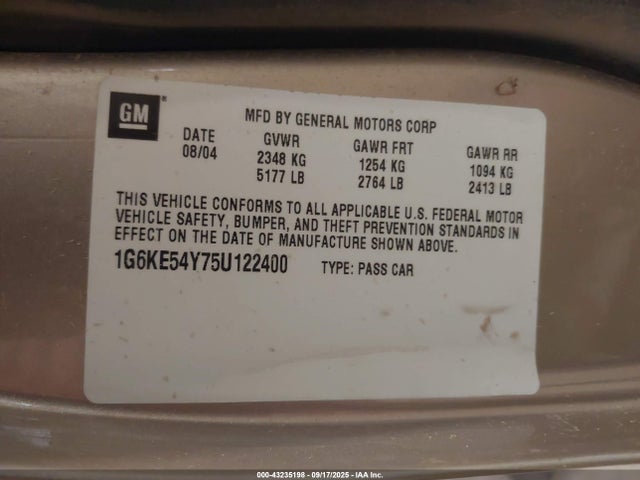 GM
MFD BY GENERAL MOTORS CORP
DATE GVWR GAWR FRT GAWR RR
08/04 2348 KG 1254 KG 1094 KG
5177 LB 2764 LB 2413 LB
THIS VEHICLE CONFORMS TO ALL APPLICABLE U.S. FEDERAL MOTOR
VEHICLE SAFETY, BUMPER, AND THEFT PREVENTION STANDARDS IN
EFFECT ON THE DATE OF MANUFACTURE SHOWN ABOVE.
1G6KE54Y75U122400 TYPE: PASS CAR
000-43235198 - 09/17/2025 - IAA Inc.